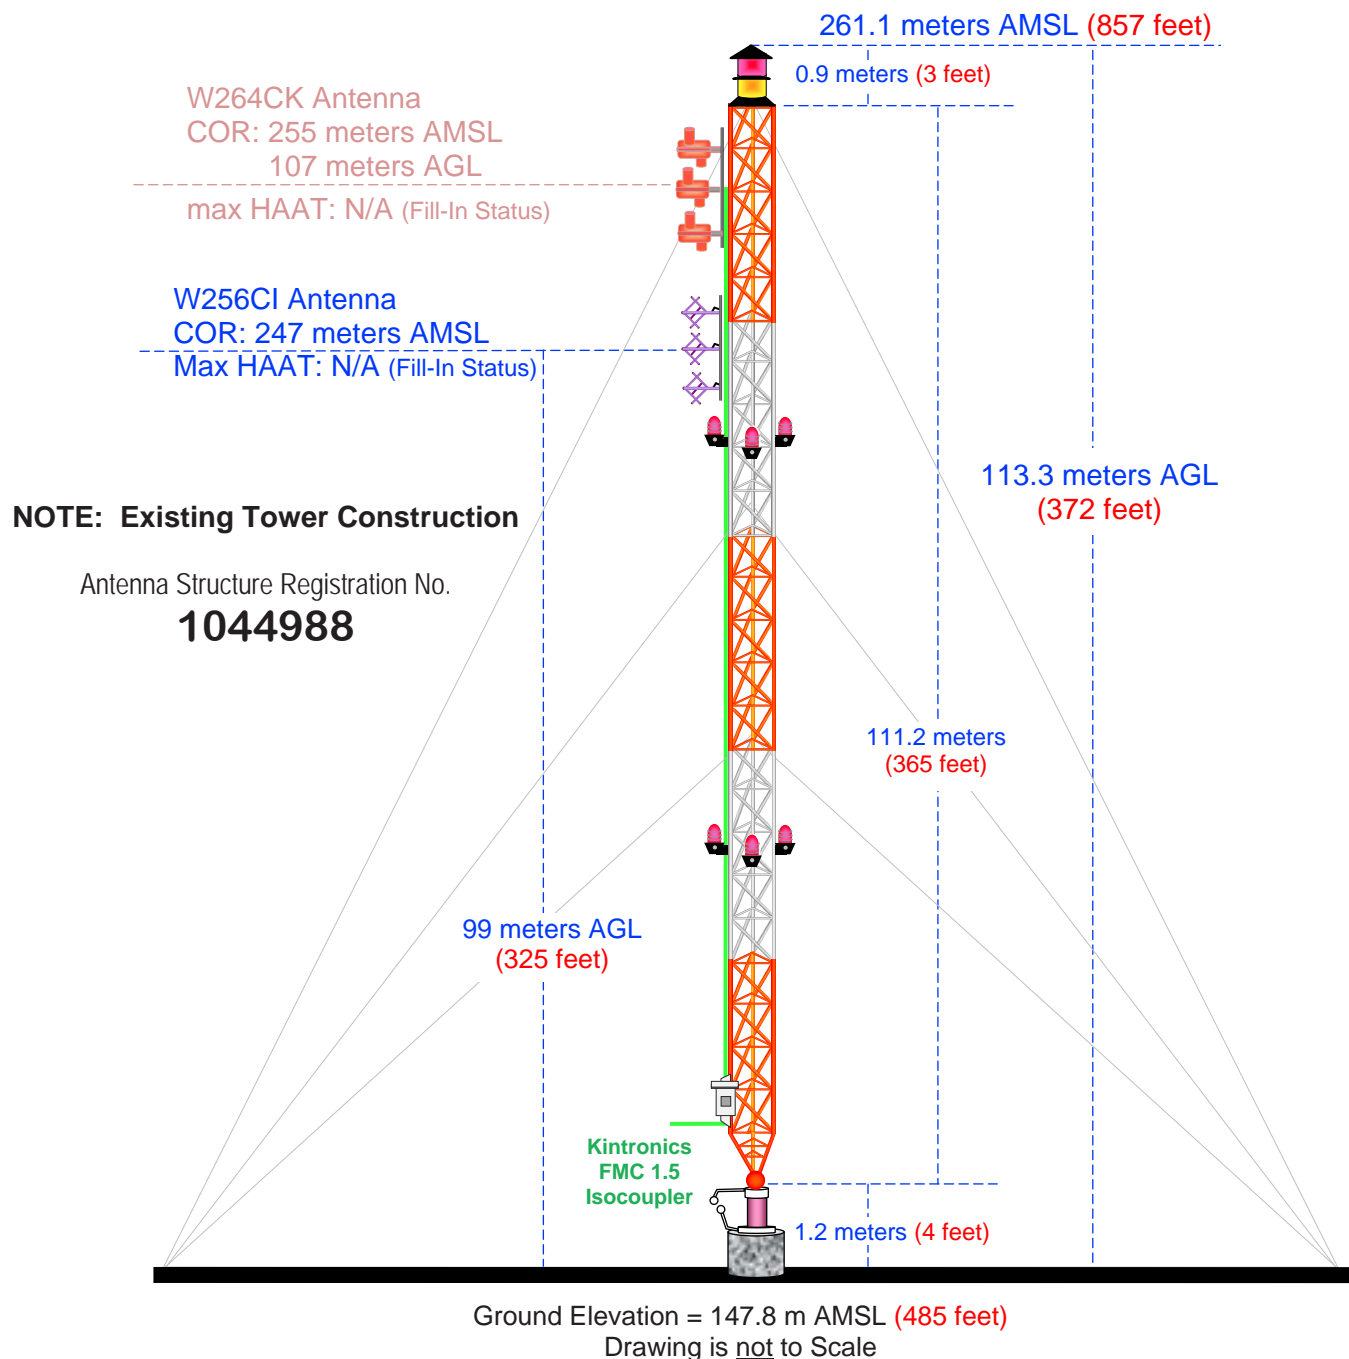 261.1 meters AMSL (857 feet)
0.9 meters (3 feet)
W264CK Antenna
COR: 255 meters AMSL
107 meters AGL
max HAAT: N/A (Fill-In Status)
W256CI Antenna
COR: 247 meters AMSL
Max HAAT: N/A (Fill-In Status)
113.3 meters AGL
(372 feet)
NOTE: Existing Tower Construction
Antenna Structure Registration No.
1044988
111.2 meters
(365 feet)
99 meters AGL
(325 feet)
Kintronics
FMC 1.5
Isocoupler
1.2 meters (4 feet)
Ground Elevation = 147.8 m AMSL (485 feet)
Drawing is not to Scale